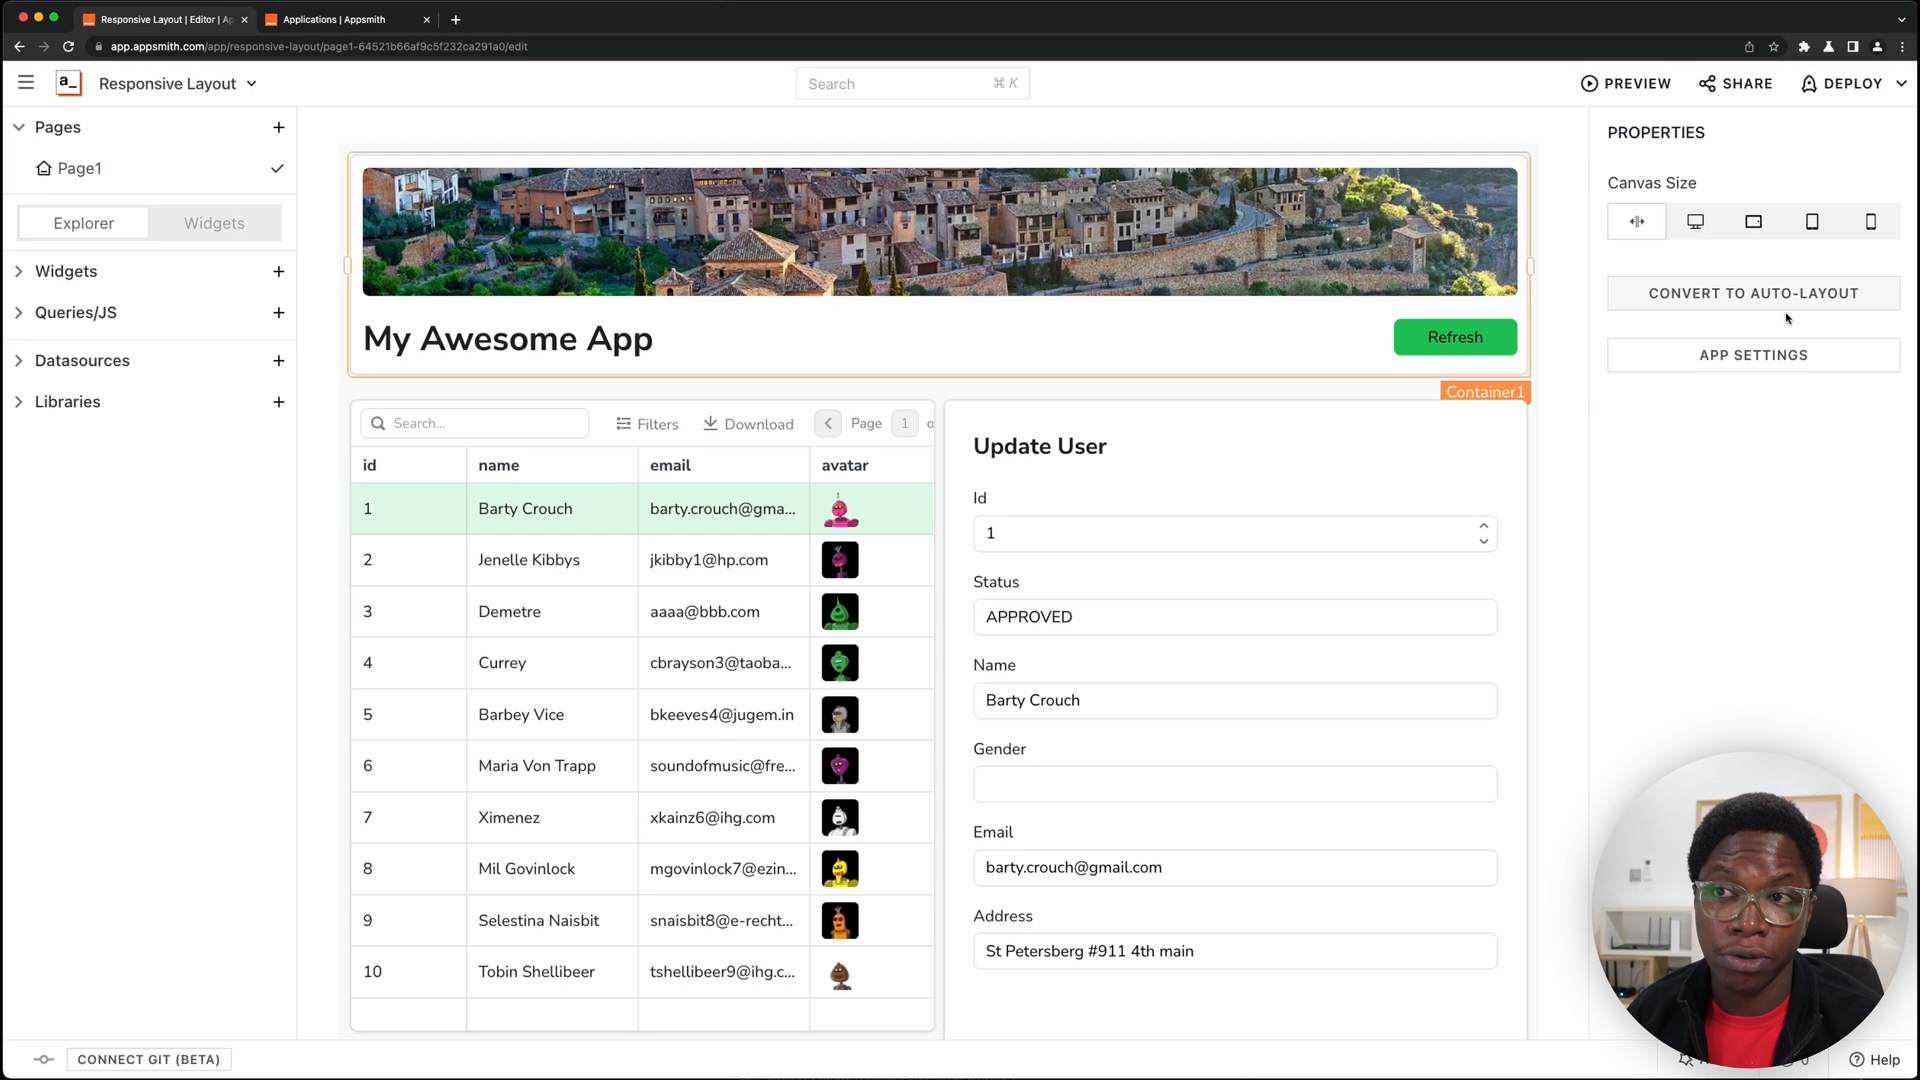 Responsive Layout | Editor | Ap
Applications | Appsmith
app.appsmith.com/app/responsive-layout/page1-64521b66af9c5f232ca291a0/edit
a_
Responsive Layout
Search
⌘ K
PREVIEW
SHARE
DEPLOY
Pages
Page1
Explorer
Widgets
Widgets
Queries/JS
Datasources
Libraries
My Awesome App
Refresh
Container1
Search...
Filters
Download
Page
1
o
id name email avatar
1 Barty Crouch barty.crouch@gma...
2 Jenelle Kibbys jkibby1@hp.com
3 Demetre aaaa@bbb.com
4 Currey cbrayson3@taoba...
5 Barbey Vice bkeeves4@jugem.in
6 Maria Von Trapp soundofmusic@fre...
7 Ximenez xkainz6@ihg.com
8 Mil Govinlock mgovinlock7@ezin...
9 Selestina Naisbit snaisbit8@e-recht...
10 Tobin Shellibeer tshellibeer9@ihg.c...
Update User
Id
1
Status
APPROVED
Name
Barty Crouch
Gender
Email
barty.crouch@gmail.com
Address
St Petersberg #911 4th main
PROPERTIES
Canvas Size
CONVERT TO AUTO-LAYOUT
APP SETTINGS
CONNECT GIT (BETA)
Help